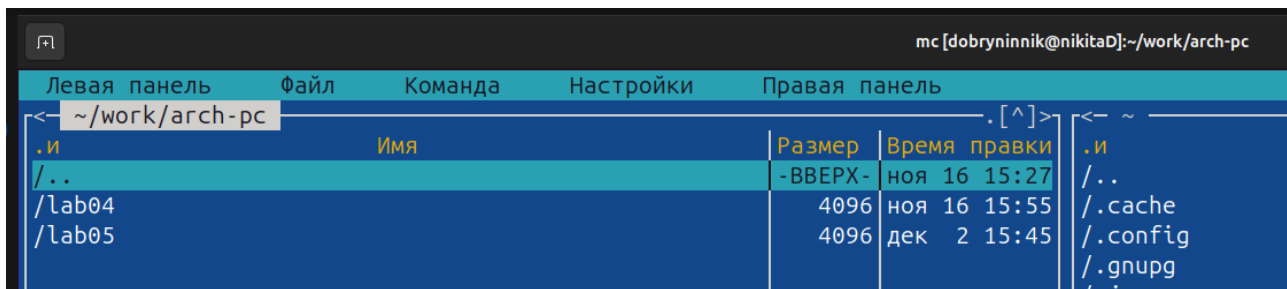 mc [dobryninnik@nikitaD]:~/work/arch-pc
Левая панель Файл Команда Настройки Правая панель
<— ~/work/arch-pc .[^]> <— ~
.и Имя Размер Время правки .и
/.. -ВВЕРХ- ноя 16 15:27 /..
/lab04 4096 ноя 16 15:55 /.cache
/lab05 4096 дек 2 15:45 /.config
/.gnupg